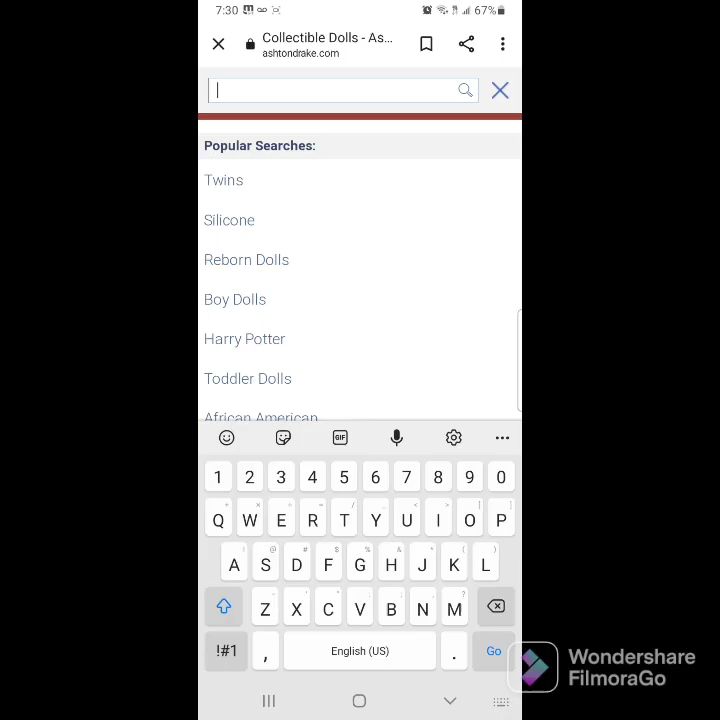 7:30
67%
Collectible Dolls - As...
ashtondrake.com
Popular Searches:
Twins
Silicone
Reborn Dolls
Boy Dolls
Harry Potter
Toddler Dolls
African American
GIF
1 2 3 4 5 6 7 8 9 0
Q W E R T Y U I O P
A S D F G H J K L
Z X C V B N M
!#1 , English (US) . Go
Wondershare
FilmoraGo